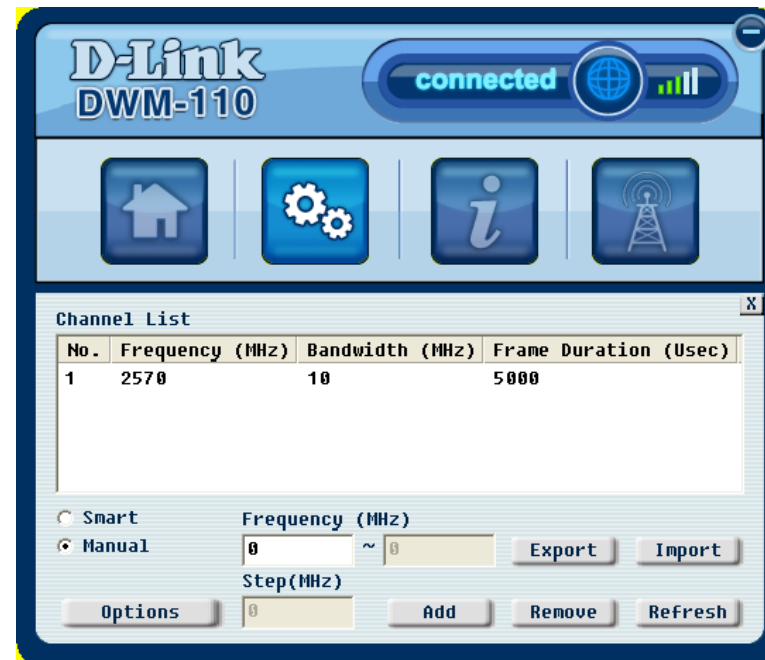 D-Link
DWM-110
connected
i
X
Channel List
No. Frequency (MHz) Bandwidth (MHz) Frame Duration (Usec)
1 2570 10 5000
Smart Frequency (MHz)
Manual 0 ~ 0 Export Import
Step(MHz)
Options 0 Add Remove Refresh